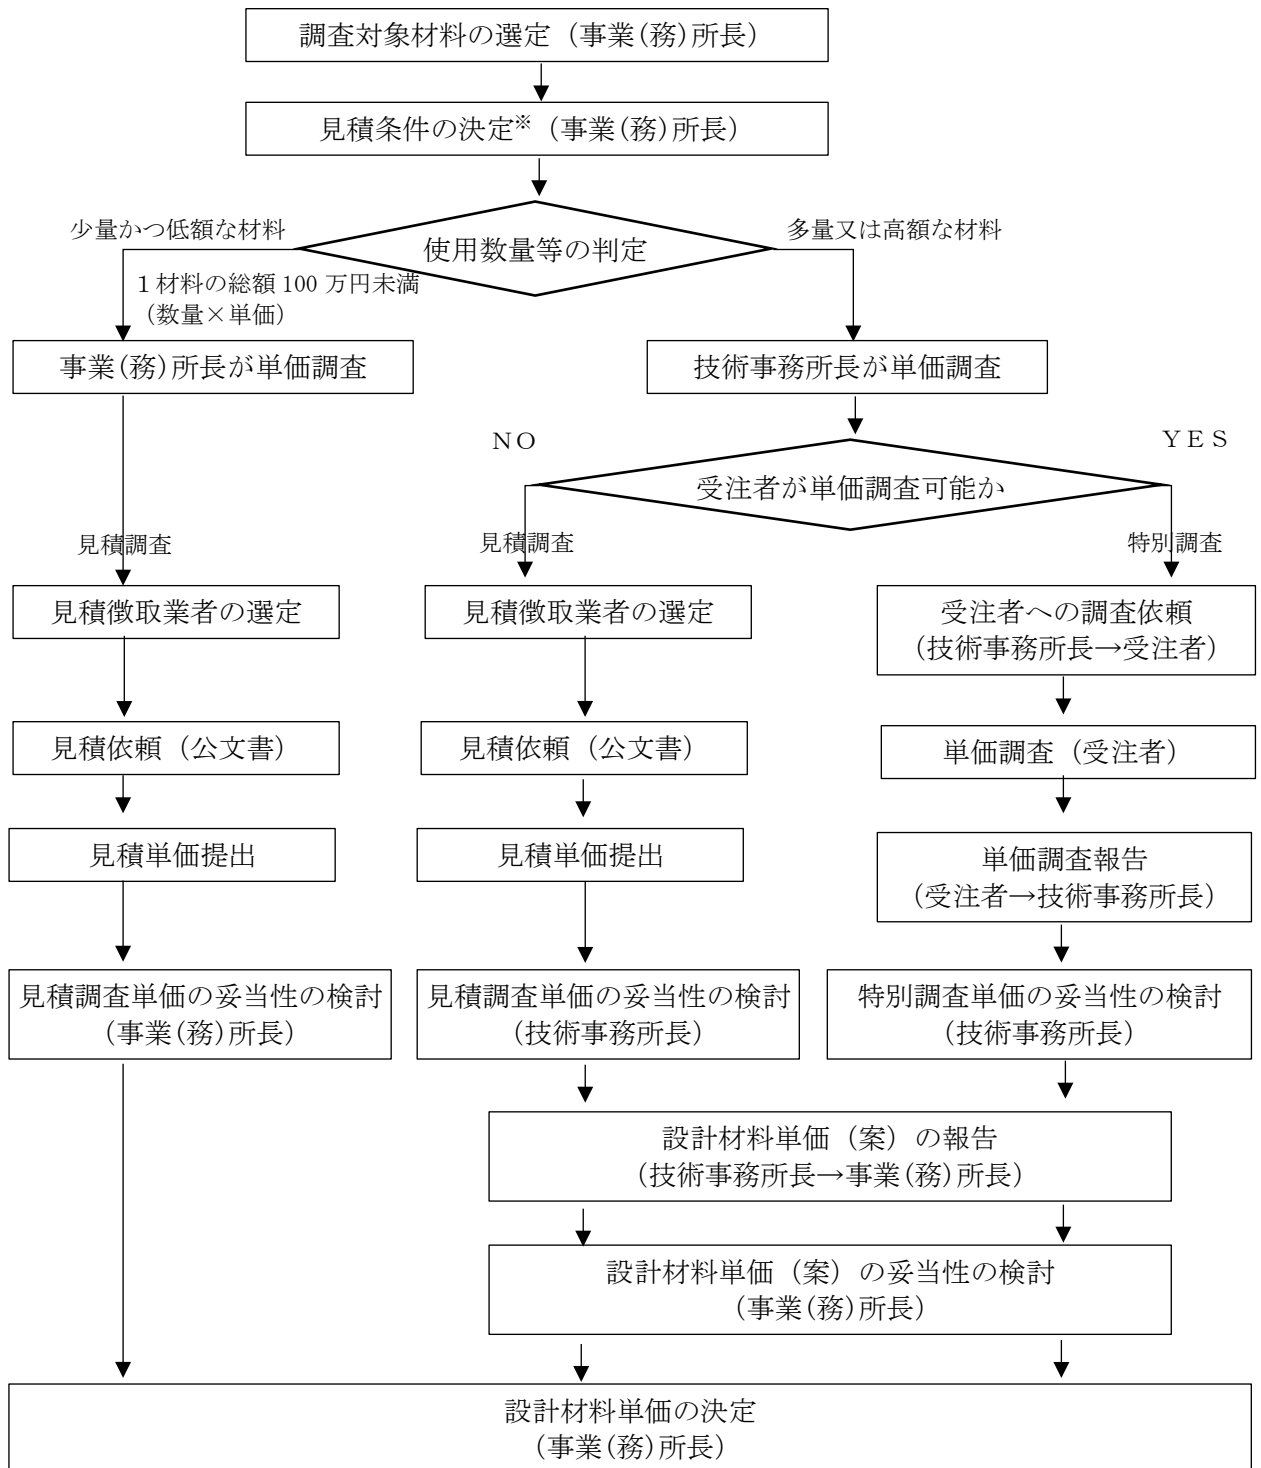 調査対象材料の選定（事業(務)所長）
見積条件の決定※（事業(務)所長）
少量かつ低額な材料
使用数量等の判定
多量又は高額な材料
１材料の総額 100 万円未満
（数量×単価）
事業(務)所長が単価調査
技術事務所長が単価調査
ＮＯ
ＹＥＳ
受注者が単価調査可能か
見積調査
見積調査
特別調査
見積徴取業者の選定
見積徴取業者の選定
受注者への調査依頼
（技術事務所長→受注者）
見積依頼（公文書）
見積依頼（公文書）
単価調査（受注者）
見積単価提出
見積単価提出
単価調査報告
（受注者→技術事務所長）
見積調査単価の妥当性の検討
（事業(務)所長）
見積調査単価の妥当性の検討
（技術事務所長）
特別調査単価の妥当性の検討
（技術事務所長）
設計材料単価（案）の報告
（技術事務所長→事業(務)所長）
設計材料単価（案）の妥当性の検討
（事業(務)所長）
設計材料単価の決定
（事業(務)所長）